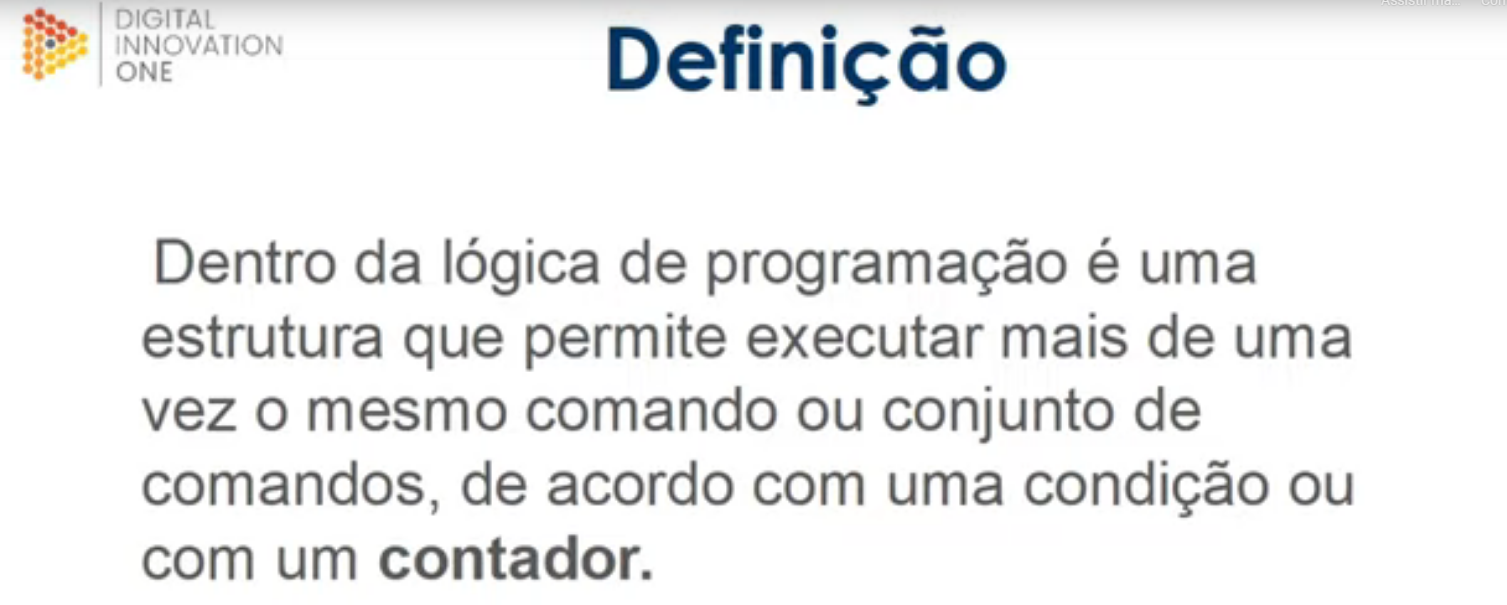 DIGITAL
INNOVATION
ONE
Definição
Dentro da lógica de programação é uma
estrutura que permite executar mais de uma
vez o mesmo comando ou conjunto de
comandos, de acordo com uma condição ou
com um contador.